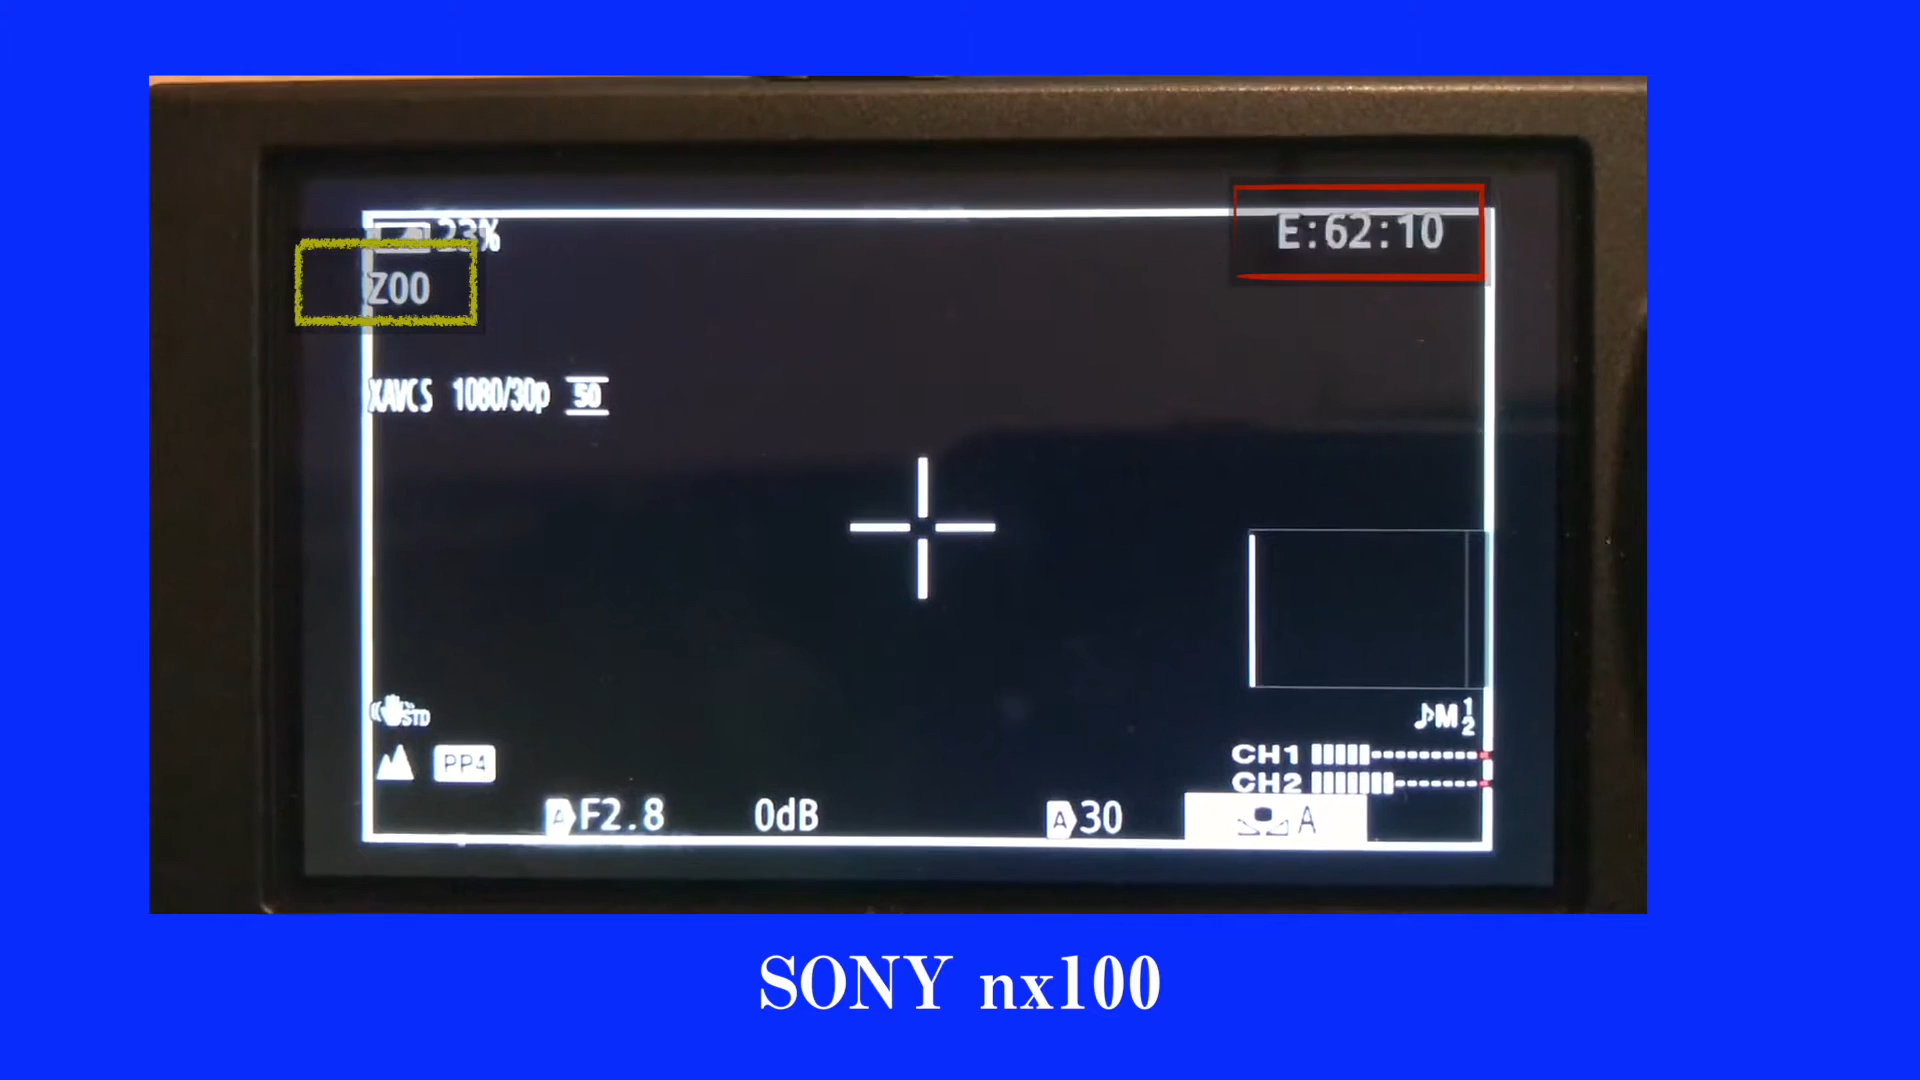 23%
E:62:10
Z00
XAVCS 1080/30p 50
STD
♪M 1 2
PP4
CH1
CH2
A F2.8 0dB A 30 A
SONY nx100